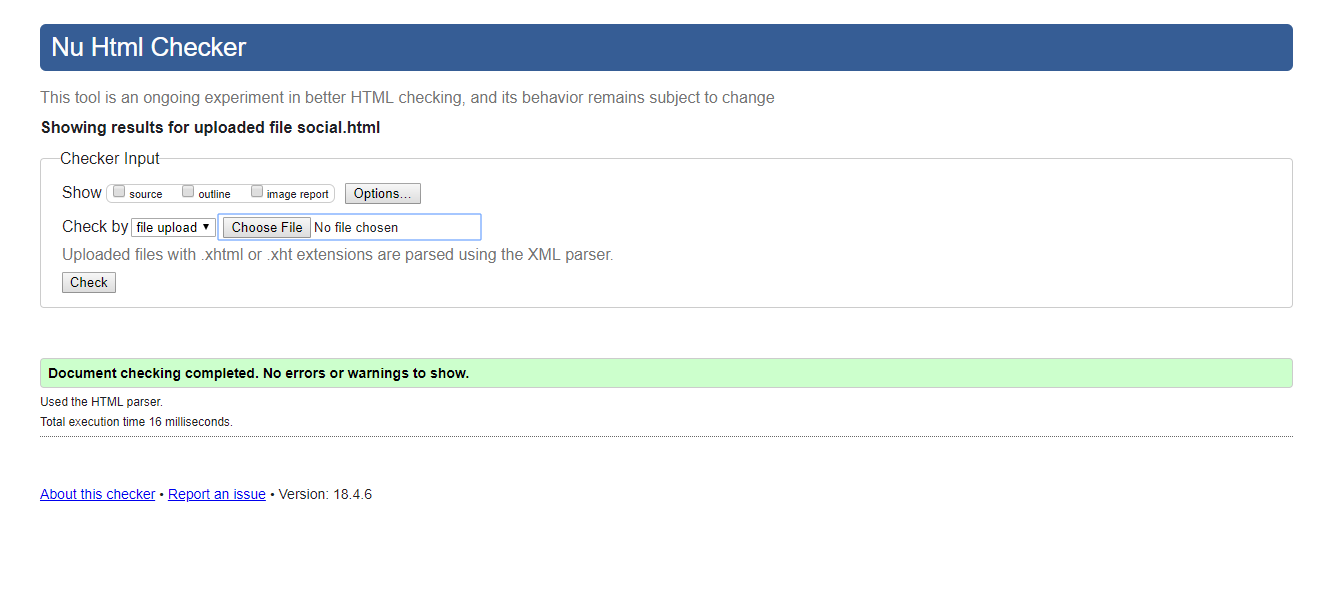 Nu Html Checker
This tool is an ongoing experiment in better HTML checking, and its behavior remains subject to change
Showing results for uploaded file social.html
Checker Input
Show source outline image report Options...
Check by file upload Choose File No file chosen
Uploaded files with .xhtml or .xht extensions are parsed using the XML parser.
Check
Document checking completed. No errors or warnings to show.
Used the HTML parser.
Total execution time 16 milliseconds.
About this checker • Report an issue • Version: 18.4.6